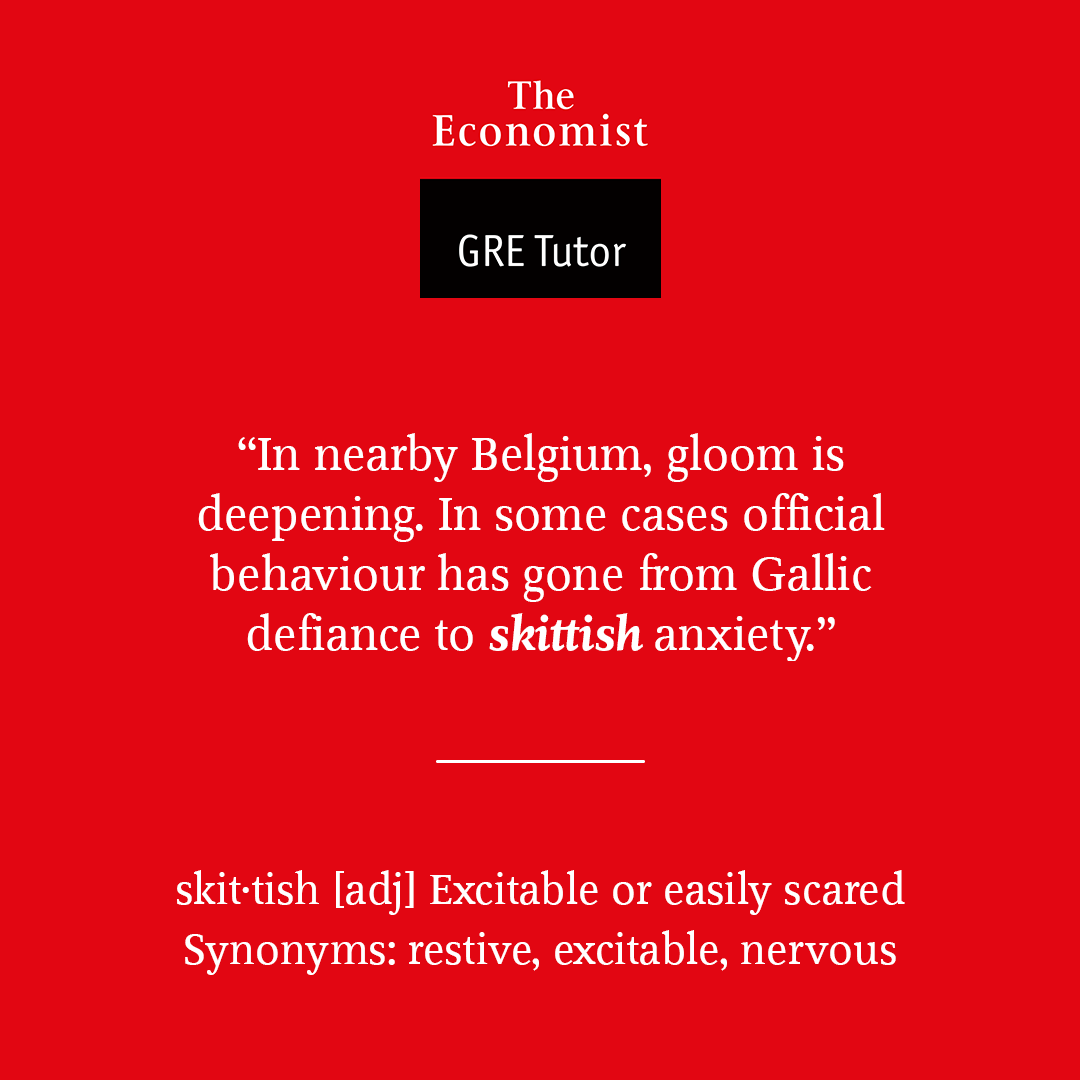 The
Economist
GRE Tutor
“In nearby Belgium, gloom is
deepening. In some cases official
behaviour has gone from Gallic
defiance to skittish anxiety.”
skit·tish [adj] Excitable or easily scared
Synonyms: restive, excitable, nervous